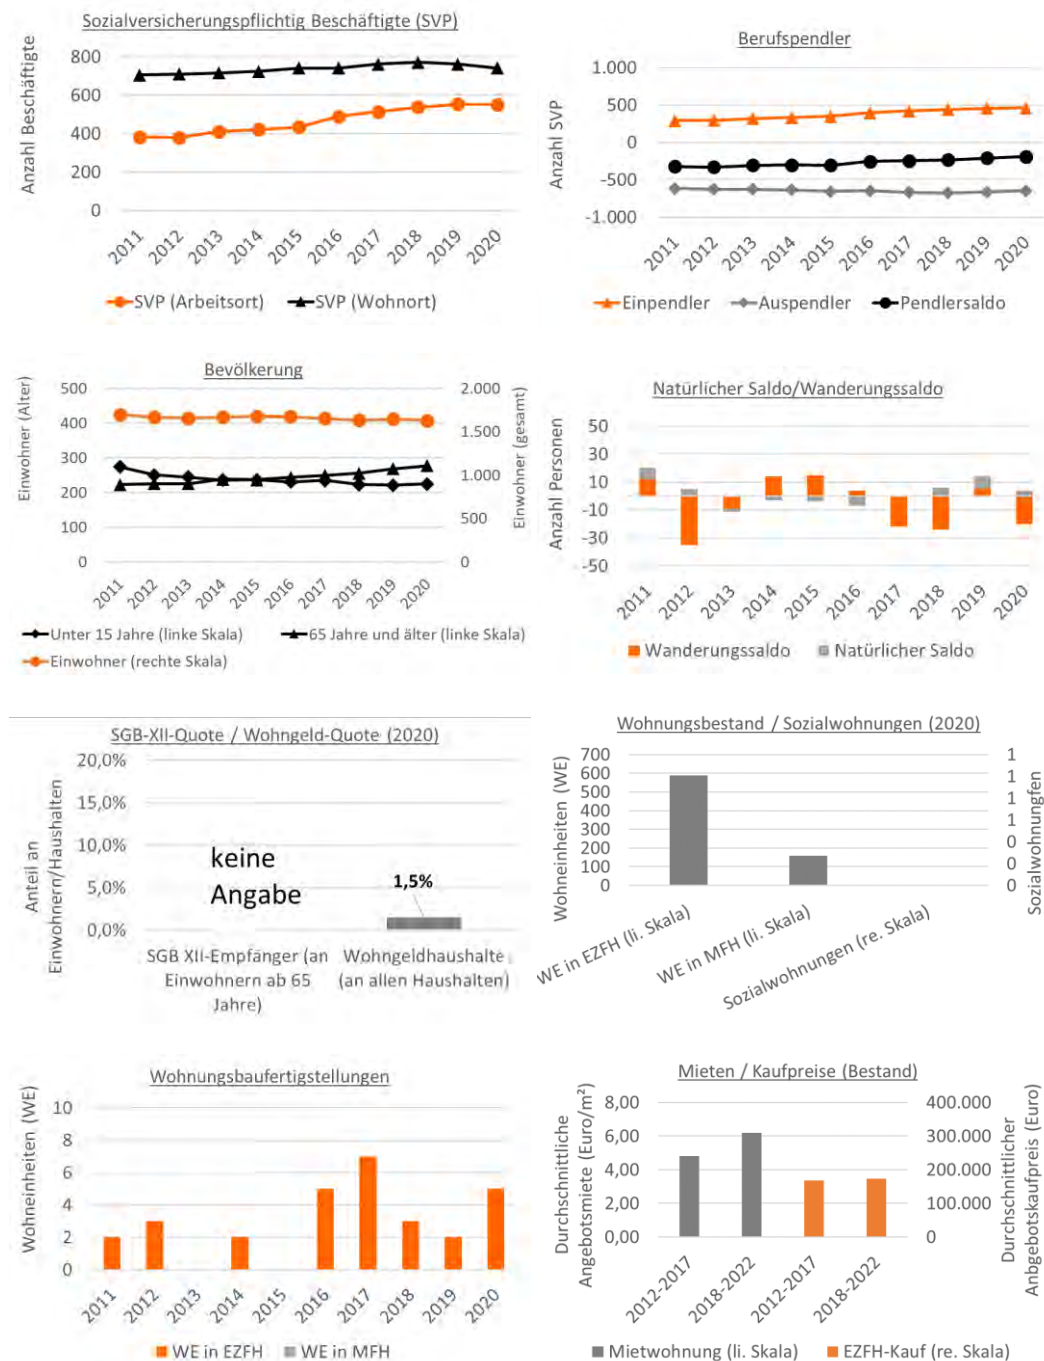 Sozialversicherungspflichtig Beschäftigte (SVP)
Anzahl Beschäftigte
800
600
400
200
0
2011 2012 2013 2014 2015 2016 2017 2018 2019 2020
SVP (Arbeitsort) SVP (Wohnort)
Berufspendler
Anzahl SVP
1.000
500
0
-500
-1.000
2011 2012 2013 2014 2015 2016 2017 2018 2019 2020
Einpendler Auspendler Pendlersaldo
Bevölkerung
Einwohner (Alter)
500
400
300
200
100
0
Einwohner (gesamt)
2.000
1.500
1.000
500
0
2011 2012 2013 2014 2015 2016 2017 2018 2019 2020
Unter 15 Jahre (linke Skala) 65 Jahre und älter (linke Skala)
Einwohner (rechte Skala)
Natürlicher Saldo/Wanderungssaldo
Anzahl Personen
50
30
10
-10
-30
-50
2011 2012 2013 2014 2015 2016 2017 2018 2019 2020
Wanderungssaldo Natürlicher Saldo
SGB-XII-Quote / Wohngeld-Quote (2020)
Anteil an
Einwohnern/Haushalten
20,0%
15,0%
10,0%
5,0%
0,0%
keine
Angabe
1,5%
SGB XII-Empfänger (an
Einwohnern ab 65
Jahre)
Wohngeldhaushalte
(an allen Haushalten)
Wohnungsbestand / Sozialwohnungen (2020)
Wohneinheiten (WE)
700
600
500
400
300
200
100
0
Sozialwohnungfen
1
1
1
1
0
0
0
WE in EZFH (li. Skala)
WE in MFH (li. Skala)
Sozialwohnungen (re. Skala)
Wohnungsbaufertigstellungen
Wohneinheiten (WE)
10
8
6
4
2
0
2011 2012 2013 2014 2015 2016 2017 2018 2019 2020
WE in EZFH WE in MFH
Mieten / Kaufpreise (Bestand)
Durchschnittliche
Angebotsmiete (Euro/m²)
8,00
6,00
4,00
2,00
0,00
Durchschnittlicher
Anbgebotskaufpreis (Euro)
400.000
300.000
200.000
100.000
0
2012-2017 2018-2022 2012-2017 2018-2022
Mietwohnung (li. Skala) EZFH-Kauf (re. Skala)